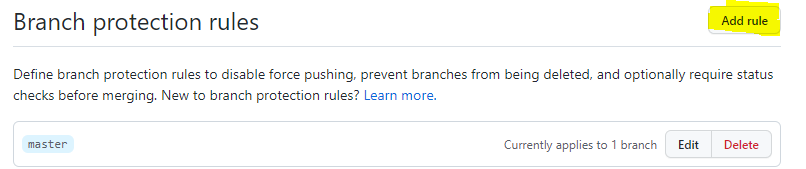 Branch protection rules
Add rule
Define branch protection rules to disable force pushing, prevent branches from being deleted, and optionally require status
checks before merging. New to branch protection rules? Learn more.
master
Currently applies to 1 branch
Edit
Delete